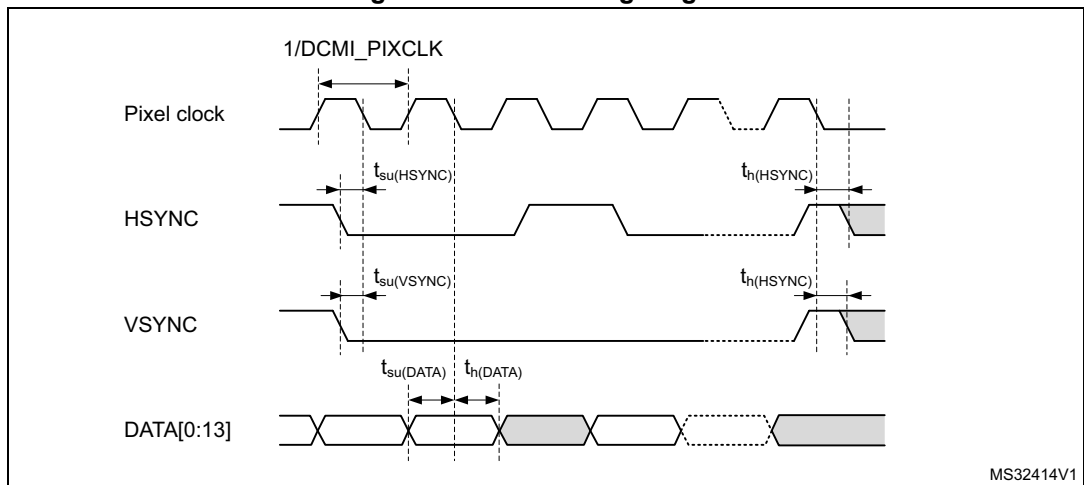 1/DCMI_PIXCLK
Pixel clock
tsu(HSYNC) th(HSYNC)
HSYNC
tsu(VSYNC) th(HSYNC)
VSYNC
tsu(DATA) th(DATA)
DATA[0:13]
MS32414V1